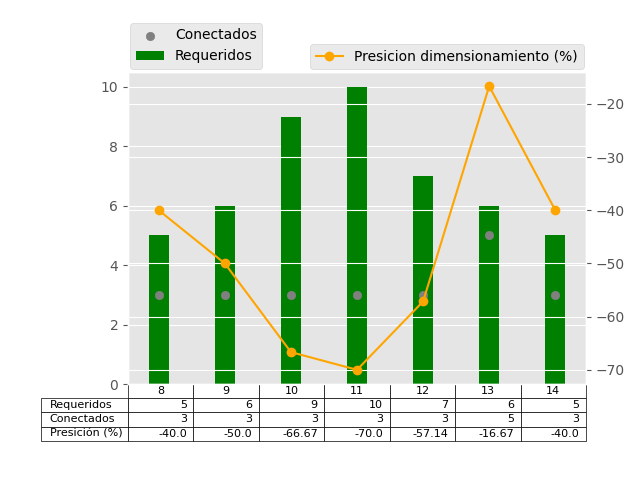 Conectados
Requeridos
Presicion dimensionamiento (%)
10
8
6
4
2
0
−20
−30
−40
−50
−60
−70
8 9 10 11 12 13 14
Requeridos 5 6 9 10 7 6 5
Conectados 3 3 3 3 3 5 3
Presición (%) -40.0 -50.0 -66.67 -70.0 -57.14 -16.67 -40.0